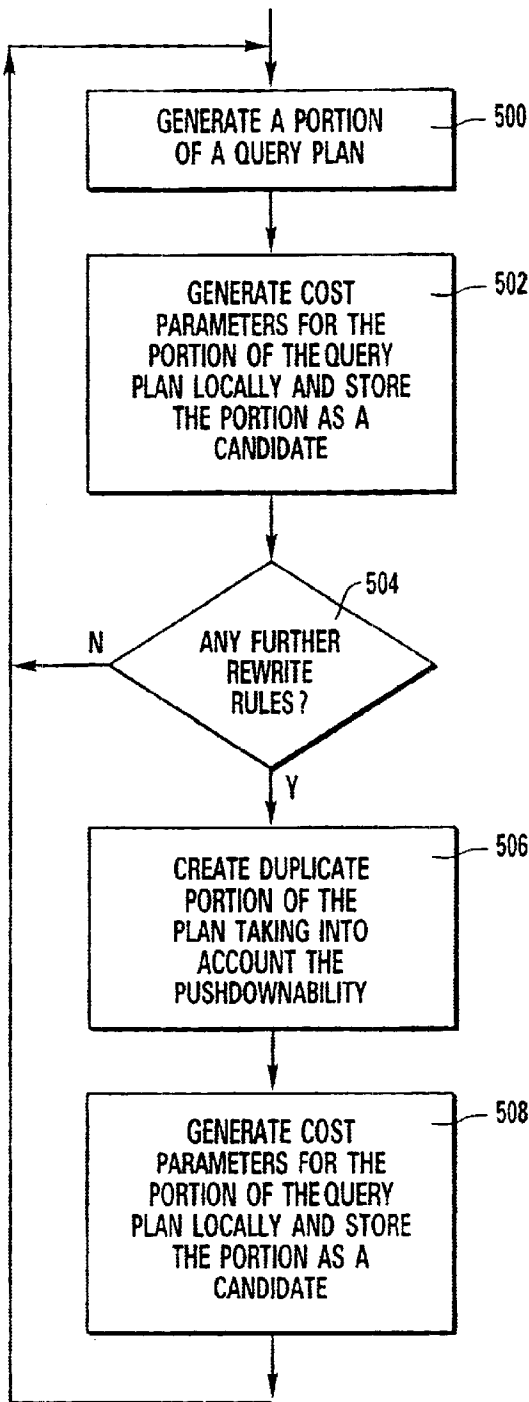 GENERATE A PORTION
OF A QUERY PLAN
500
GENERATE COST
PARAMETERS FOR THE
PORTION OF THE QUERY
PLAN LOCALLY AND STORE
THE PORTION AS A
CANDIDATE
502
504
N
ANY FURTHER
REWRITE
RULES?
Y
CREATE DUPLICATE
PORTION OF THE
PLAN TAKING INTO
ACCOUNT THE
PUSHDOWNABILITY
506
GENERATE COST
PARAMETERS FOR THE
PORTION OF THE QUERY
PLAN LOCALLY AND STORE
THE PORTION AS A
CANDIDATE
508